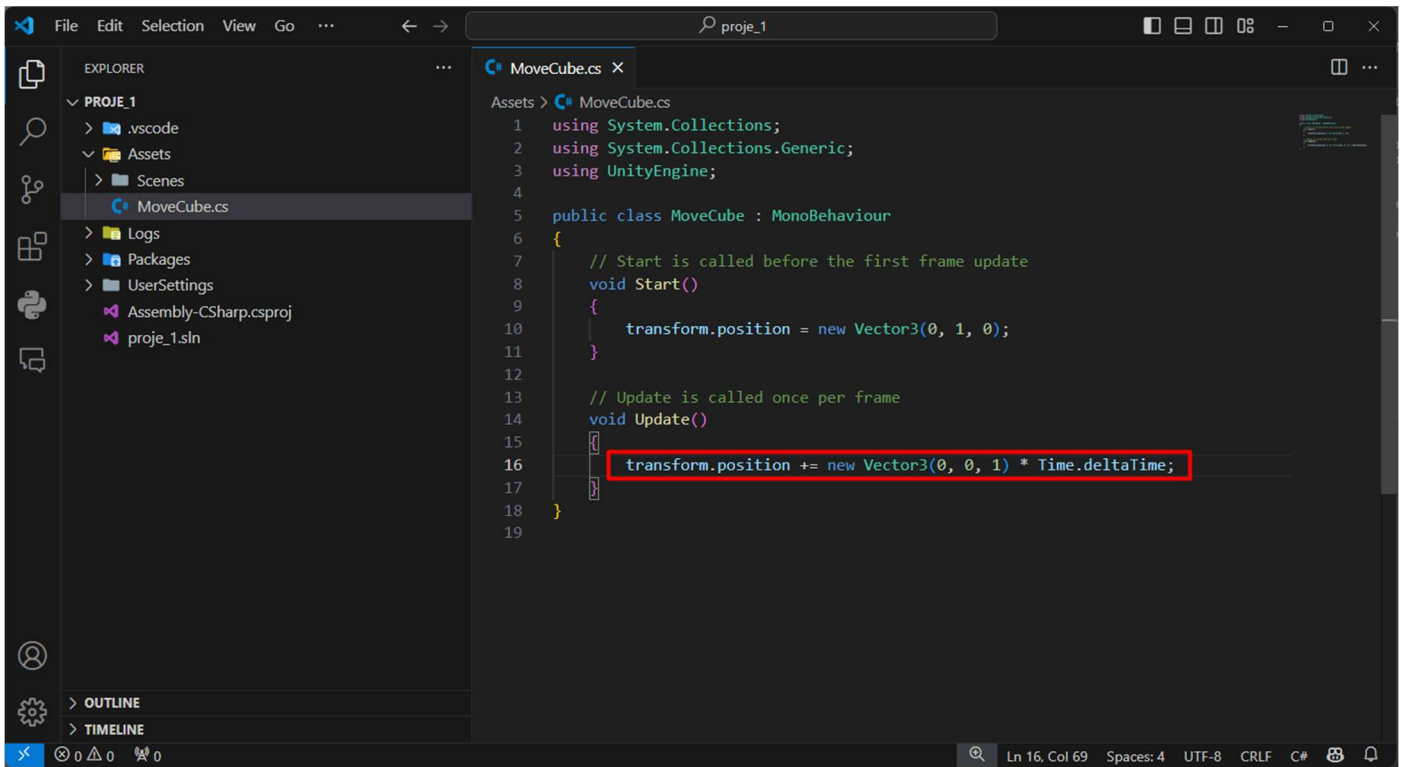 File Edit Selection View Go ··· proje_1
EXPLORER ···
PROJE_1
.vscode
Assets
Scenes
MoveCube.cs
Logs
Packages
UserSettings
Assembly-CSharp.csproj
proje_1.sln
OUTLINE
TIMELINE
MoveCube.cs
Assets > MoveCube.cs
1 using System.Collections;
2 using System.Collections.Generic;
3 using UnityEngine;
4
5 public class MoveCube : MonoBehaviour
6 {
7 // Start is called before the first frame update
8 void Start()
9 {
10 transform.position = new Vector3(0, 1, 0);
11 }
12
13 // Update is called once per frame
14 void Update()
15 {
16 transform.position += new Vector3(0, 0, 1) * Time.deltaTime;
17 }
18 }
19
0 0 0 Ln 16, Col 69 Spaces: 4 UTF-8 CRLF C#